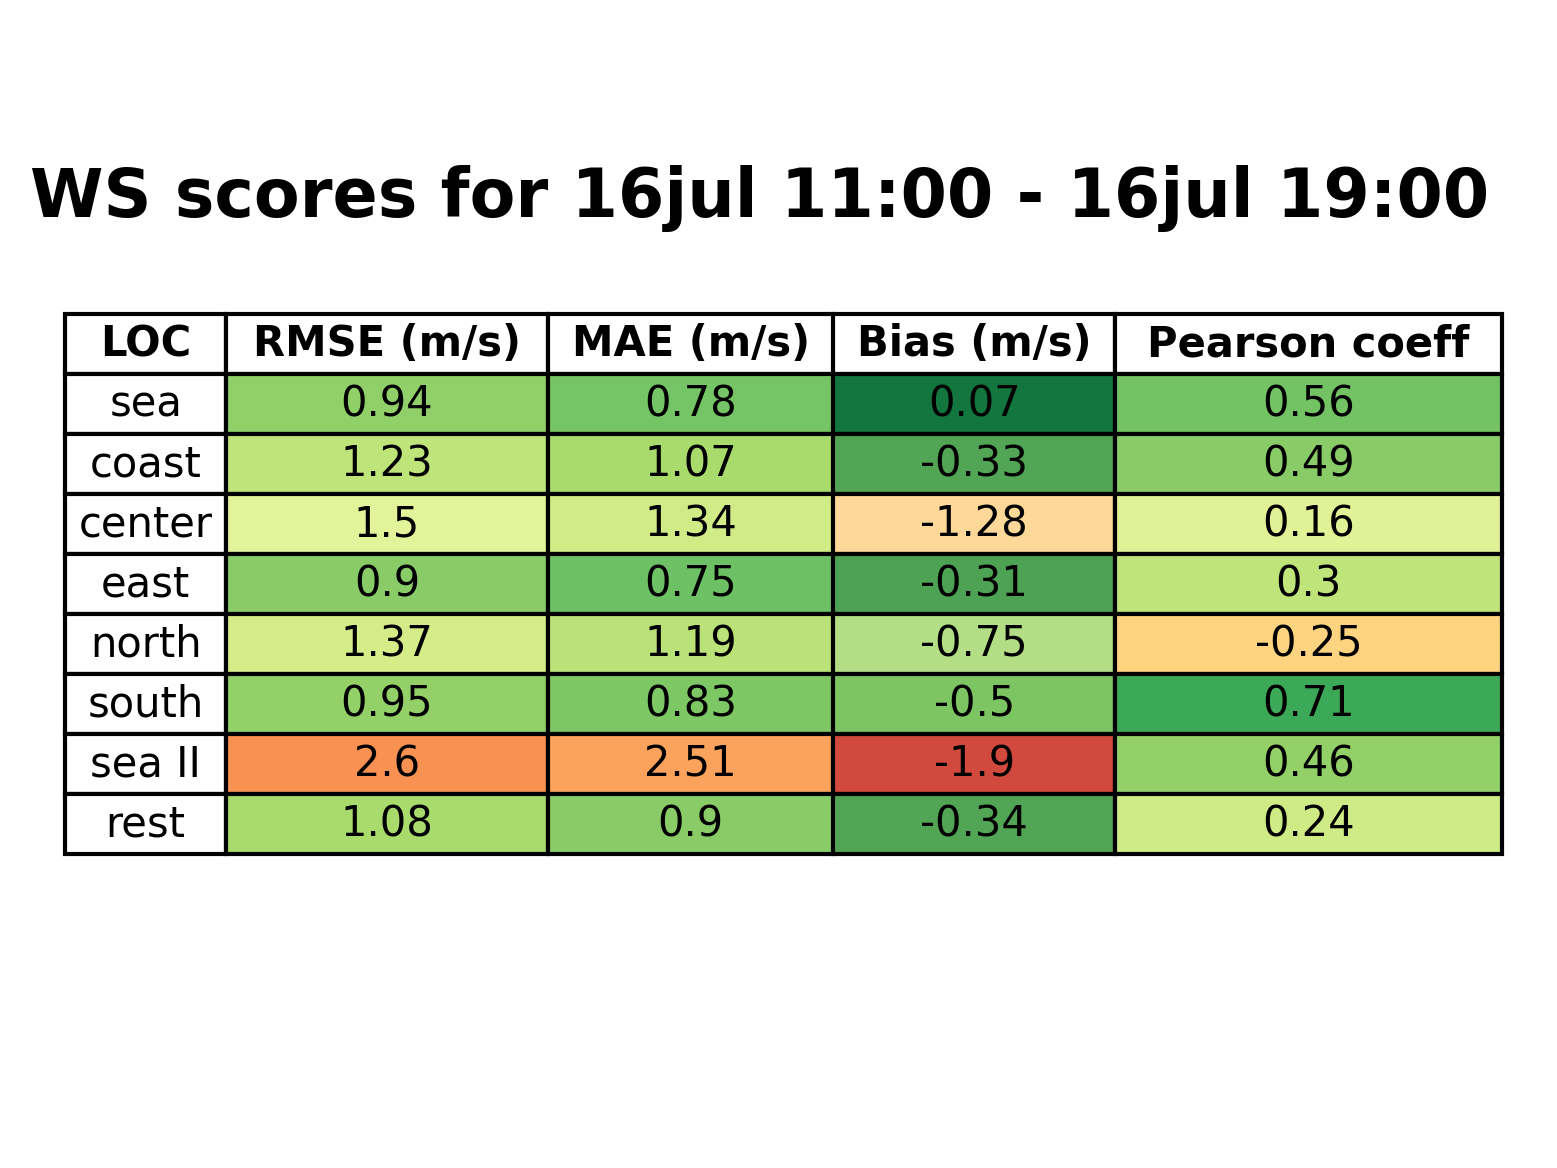 WS scores for 16jul 11:00 - 16jul 19:00
LOC RMSE (m/s) MAE (m/s) Bias (m/s) Pearson coeff
sea 0.94 0.78 0.07 0.56
coast 1.23 1.07 -0.33 0.49
center 1.5 1.34 -1.28 0.16
east 0.9 0.75 -0.31 0.3
north 1.37 1.19 -0.75 -0.25
south 0.95 0.83 -0.5 0.71
sea II 2.6 2.51 -1.9 0.46
rest 1.08 0.9 -0.34 0.24